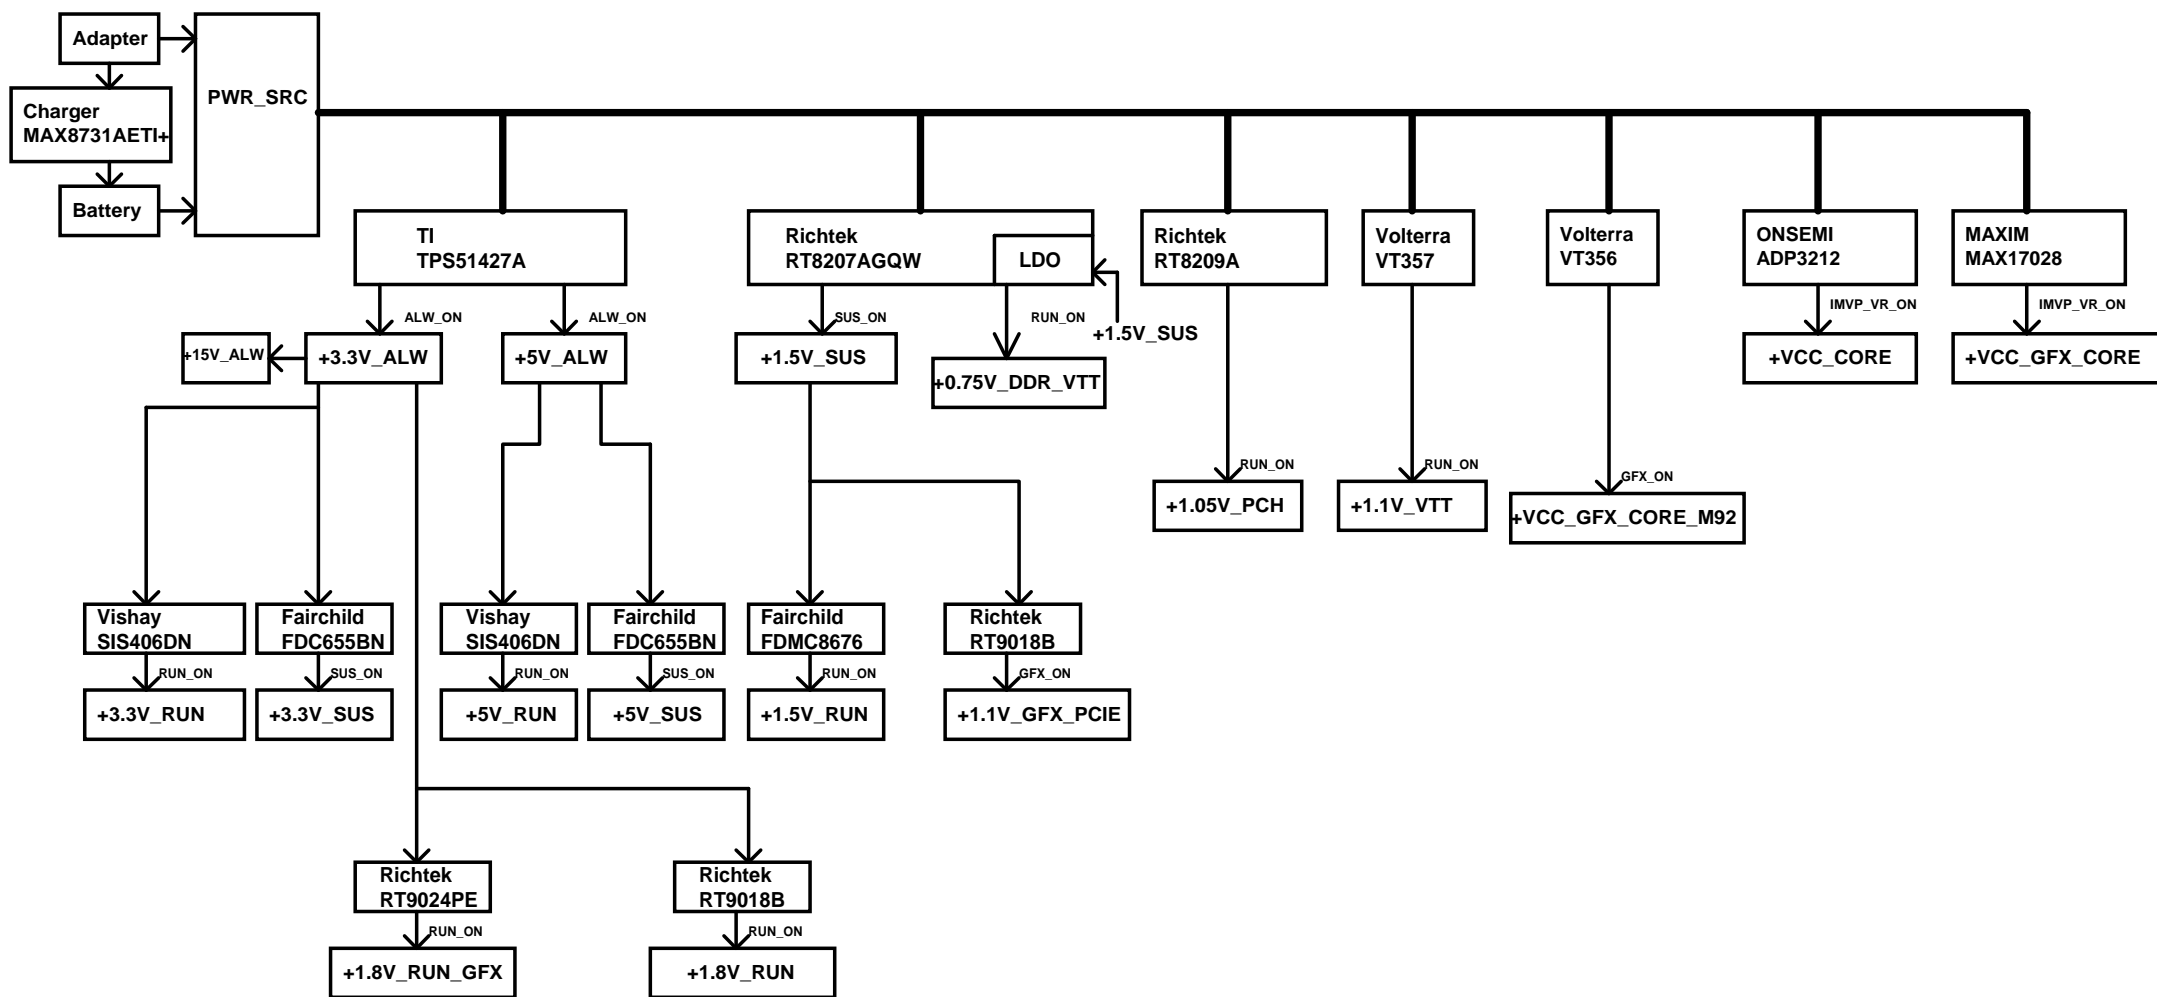 Adapter
PWR_SRC
Charger
MAX8731AETI+
Battery
TI
TPS51427A
Richtek
RT8207AGQW
LDO
Richtek
RT8209A
Volterra
VT357
Volterra
VT356
ONSEMI
ADP3212
MAXIM
MAX17028
ALW_ON
ALW_ON
SUS_ON
RUN_ON
+1.5V_SUS
IMVP_VR_ON
IMVP_VR_ON
+15V_ALW
+3.3V_ALW
+5V_ALW
+1.5V_SUS
+0.75V_DDR_VTT
+VCC_CORE
+VCC_GFX_CORE
RUN_ON
RUN_ON
GFX_ON
+1.05V_PCH
+1.1V_VTT
+VCC_GFX_CORE_M92
Vishay
SIS406DN
Fairchild
FDC655BN
Vishay
SIS406DN
Fairchild
FDC655BN
Fairchild
FDMC8676
Richtek
RT9018B
RUN_ON
SUS_ON
RUN_ON
SUS_ON
RUN_ON
GFX_ON
+3.3V_RUN
+3.3V_SUS
+5V_RUN
+5V_SUS
+1.5V_RUN
+1.1V_GFX_PCIE
Richtek
RT9024PE
Richtek
RT9018B
RUN_ON
RUN_ON
+1.8V_RUN_GFX
+1.8V_RUN